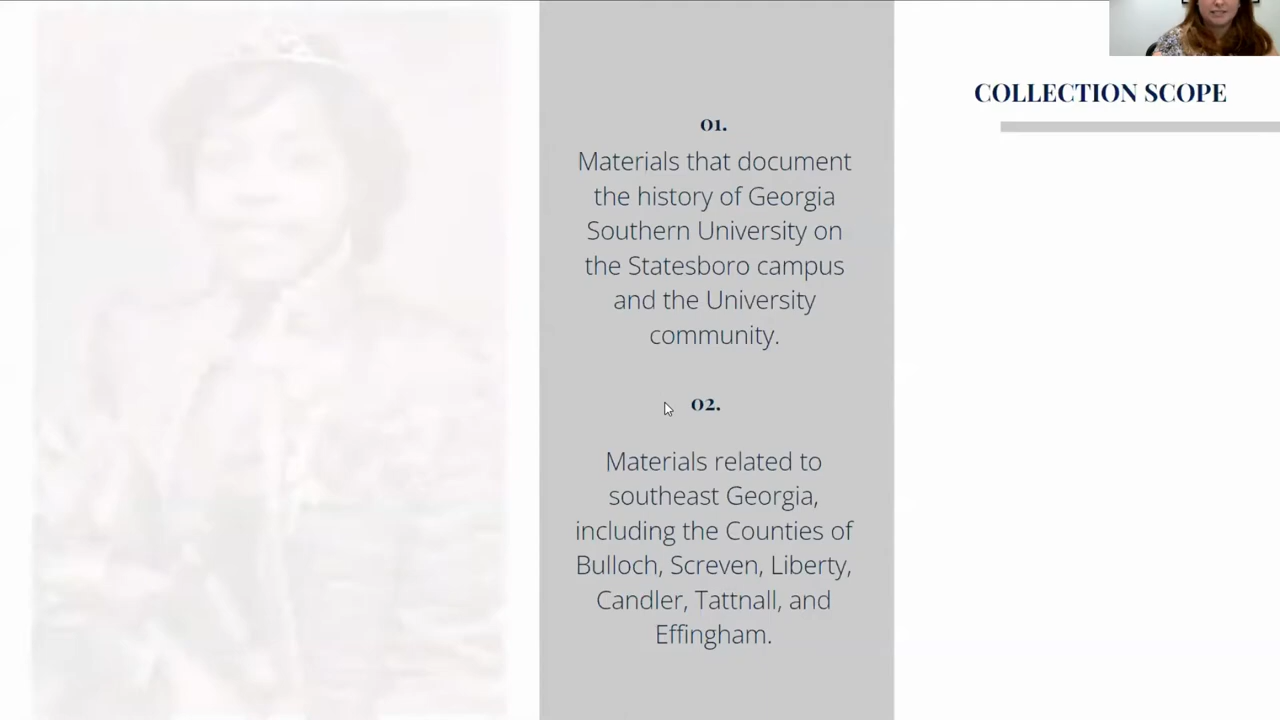 COLLECTION SCOPE
01.
Materials that document
the history of Georgia
Southern University on
the Statesboro campus
and the University
community.
02.
Materials related to
southeast Georgia,
including the Counties of
Bulloch, Screven, Liberty,
Candler, Tattnall, and
Effingham.